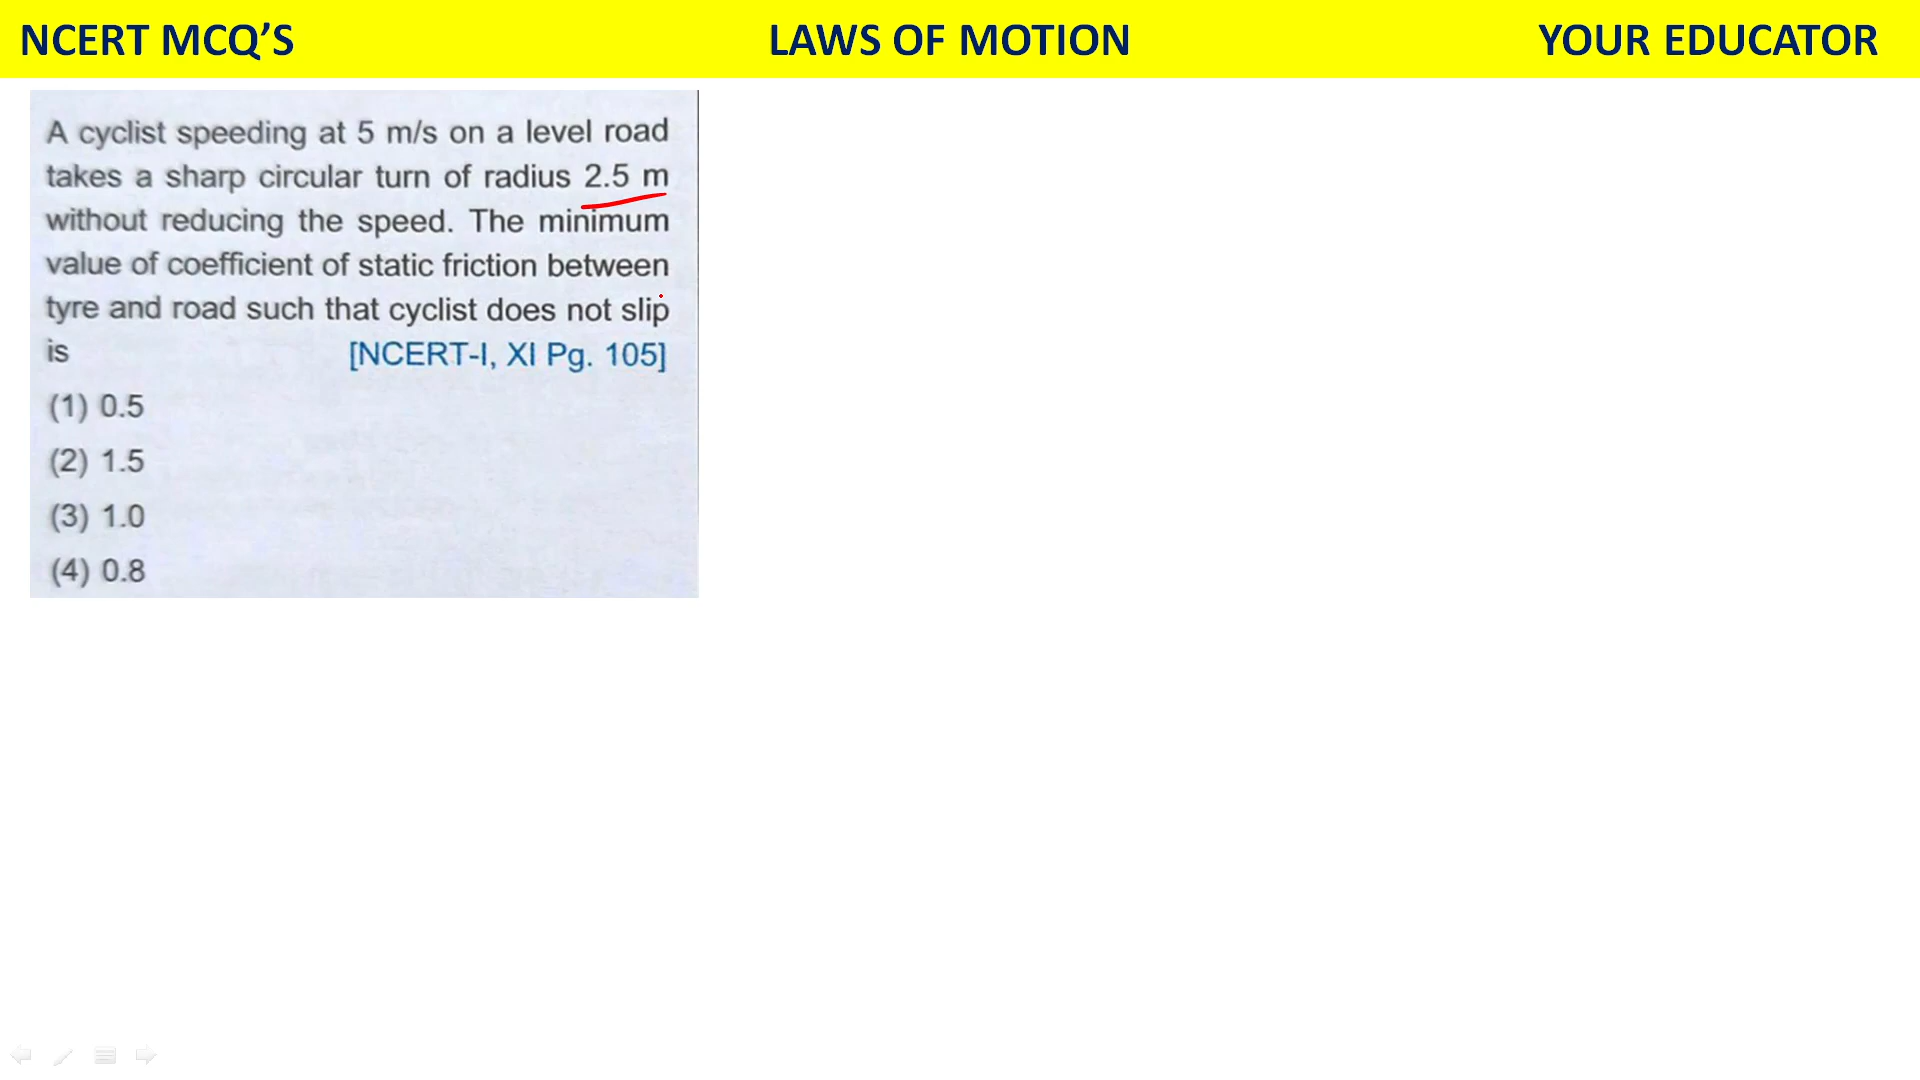 NCERT MCQ’S LAWS OF MOTION YOUR EDUCATOR
A cyclist speeding at 5 m/s on a level road
takes a sharp circular turn of radius 2.5 m
without reducing the speed. The minimum
value of coefficient of static friction between
tyre and road such that cyclist does not slip
is [NCERT-I, XI Pg. 105]
(1) 0.5
(2) 1.5
(3) 1.0
(4) 0.8